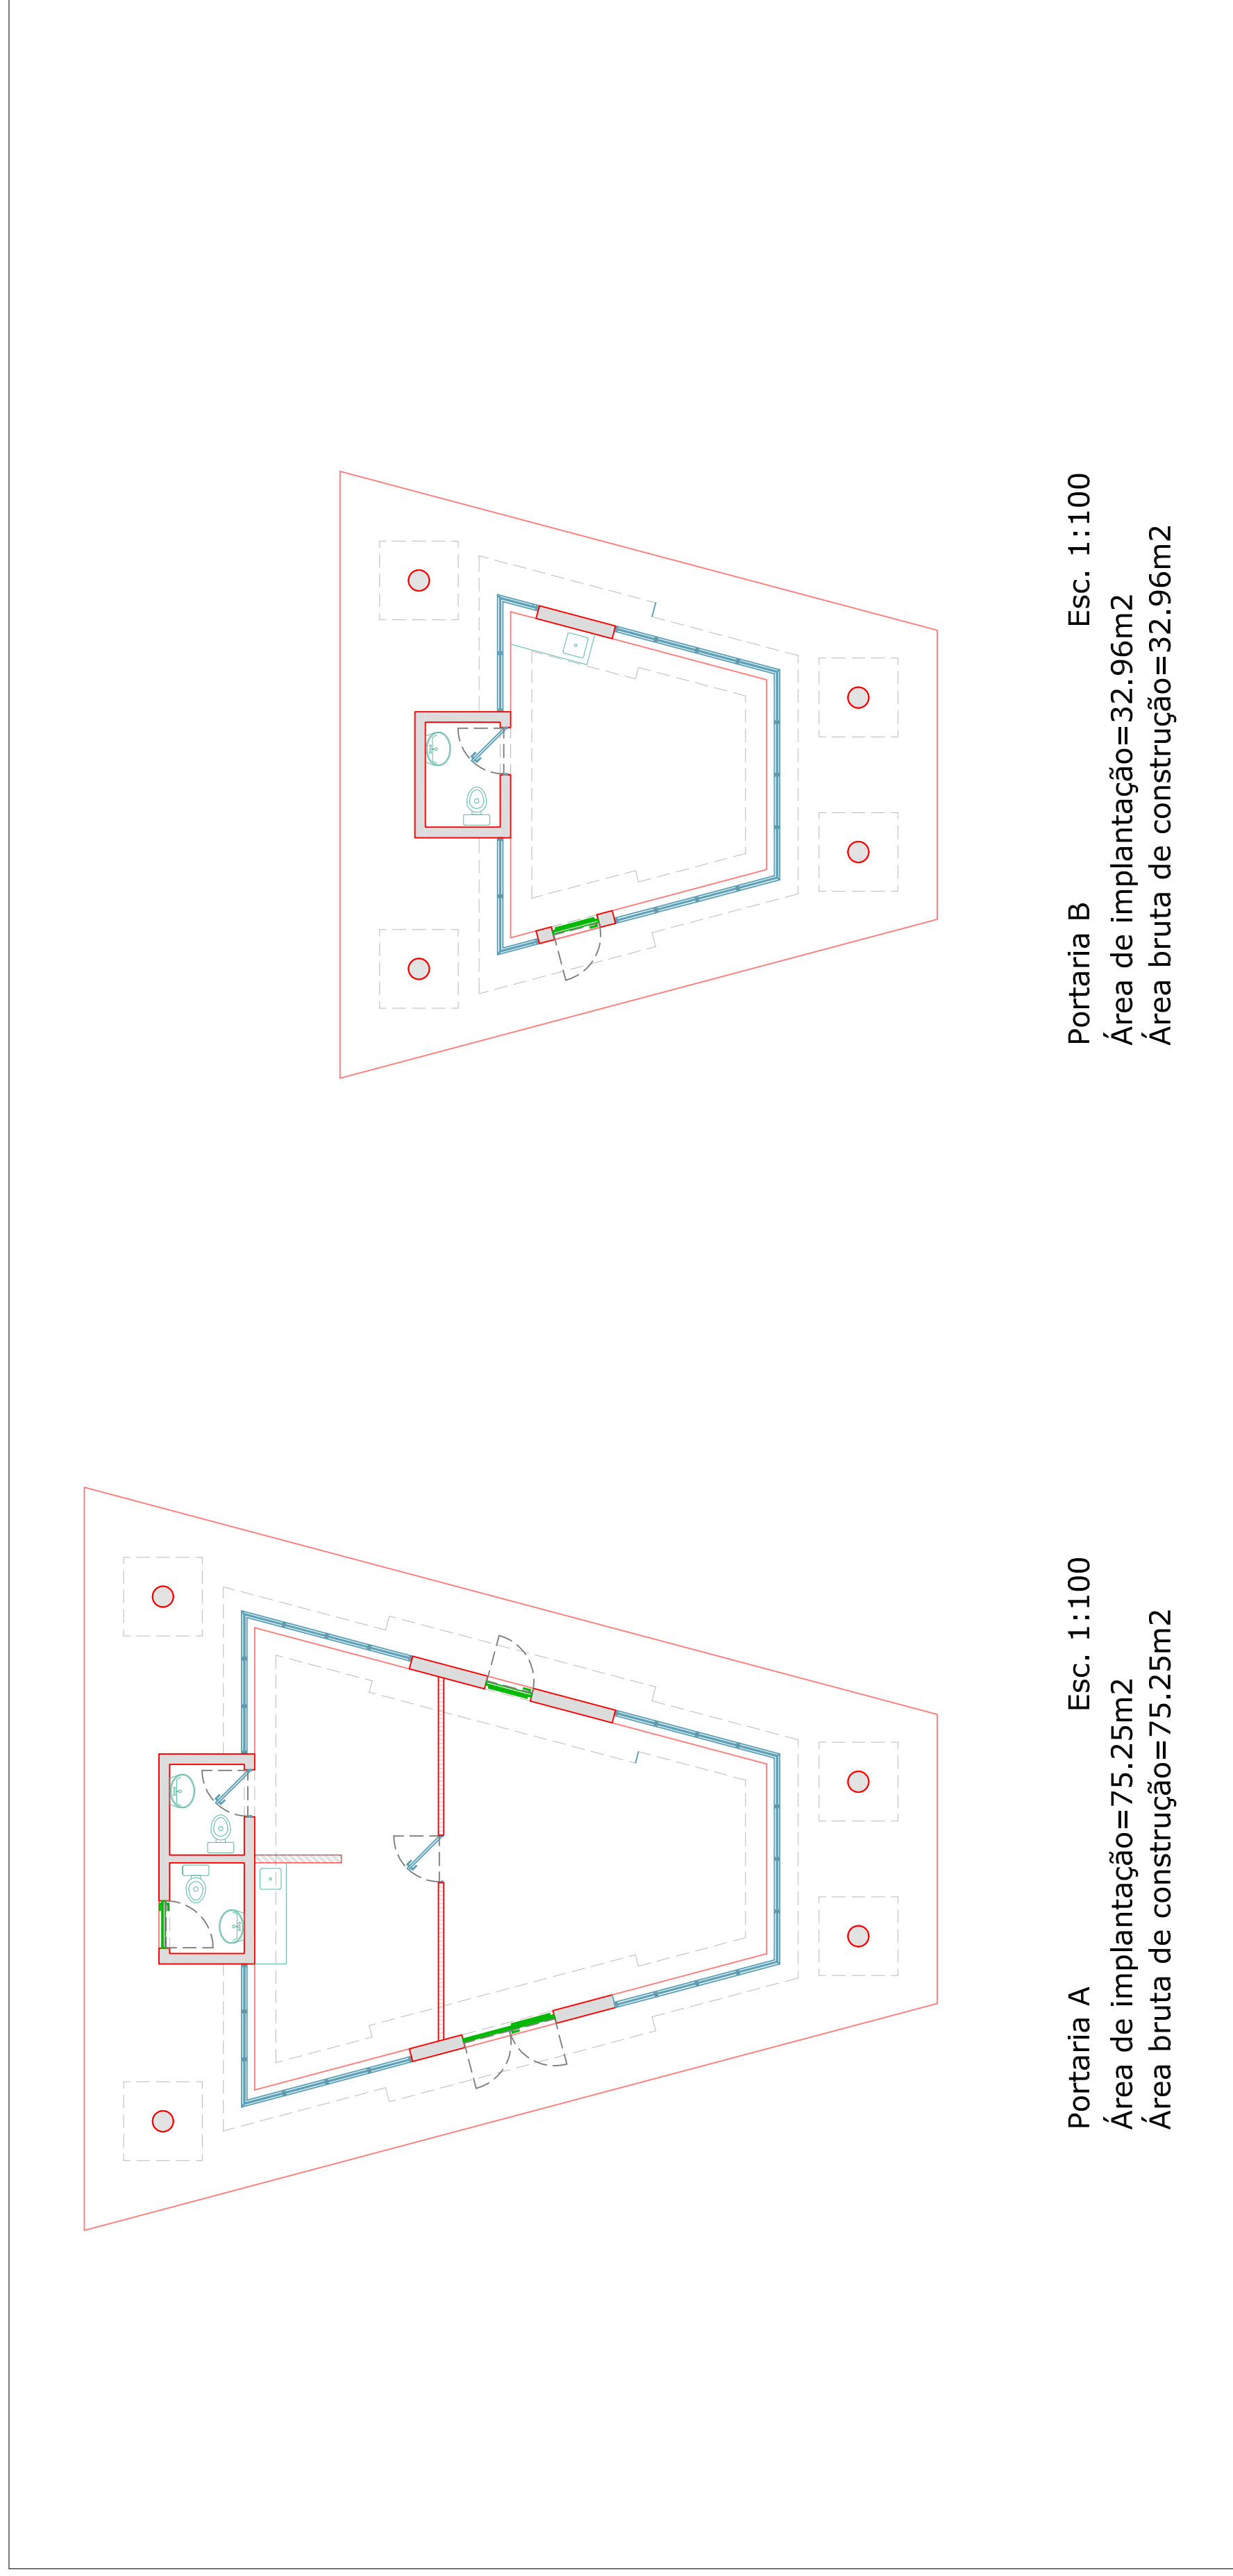 Portaria A Esc. 1:100
Área de implantação=75.25m2
Área bruta de construção=75.25m2
Portaria B Esc. 1:100
Área de implantação=32.96m2
Área bruta de construção=32.96m2